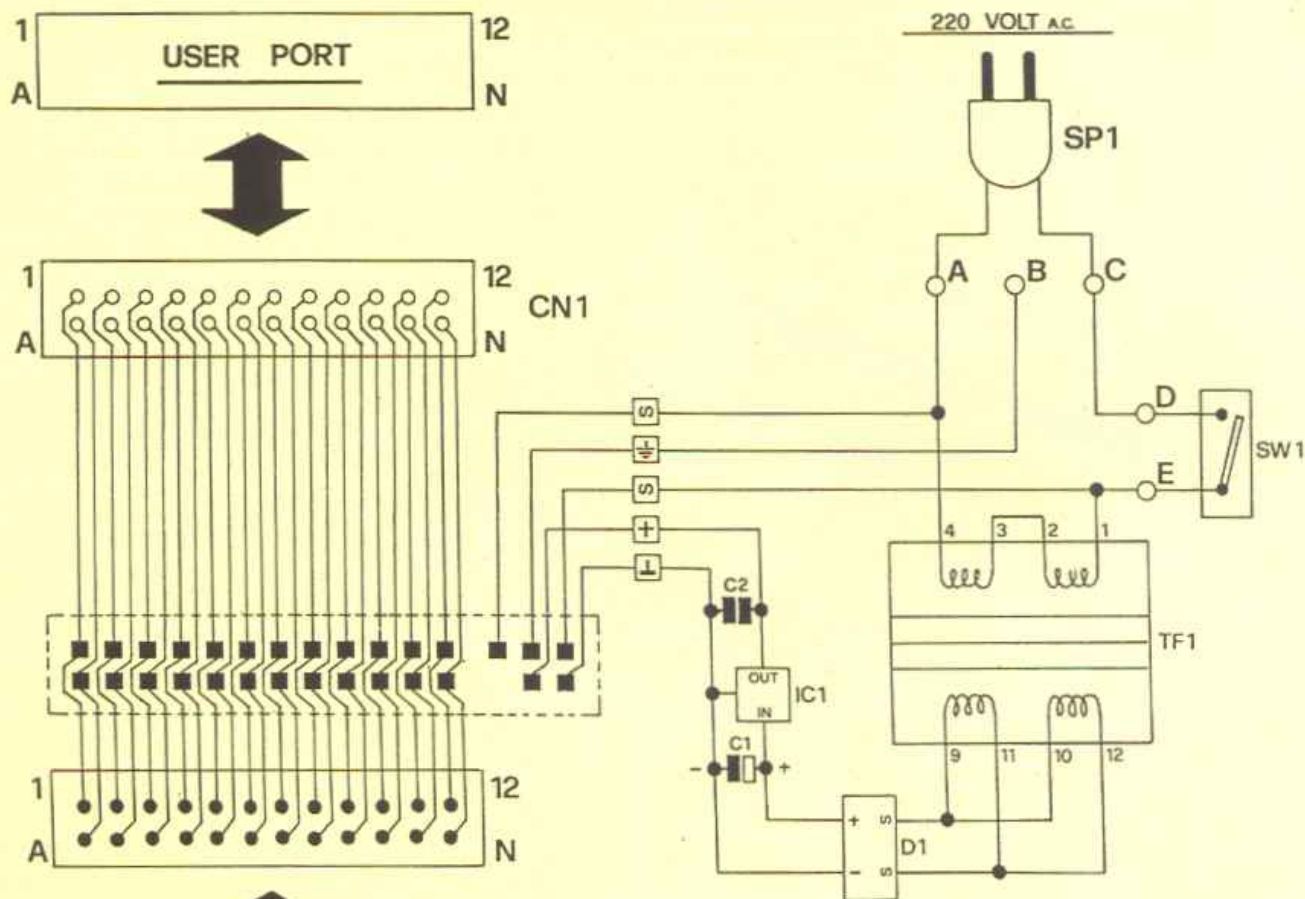 1 12
USER PORT
A N
220 VOLT A.C.
SP1
1 12
A N
CN1
A B C
D
E
SW1
S
S
+
4 3 2 1
TF1
9 11 10 12
C2
OUT
IN
IC1
C1
- +
+ S
- S
D1
1 12
A N